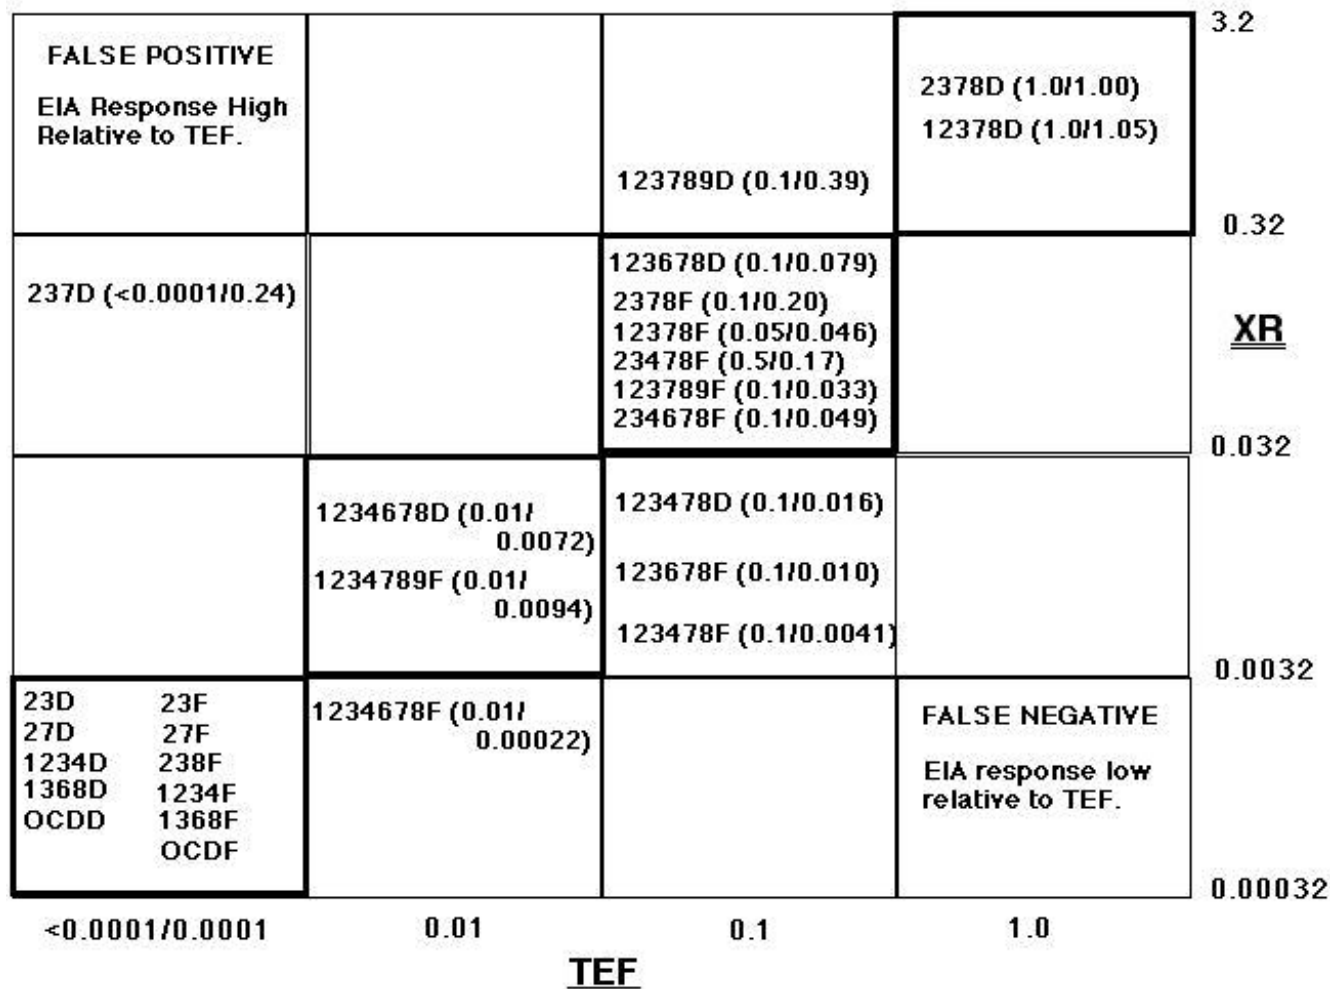 3.2
FALSE POSITIVE
EIA Response High
Relative to TEF.
2378D (1.0/1.00)
12378D (1.0/1.05)
123789D (0.1/0.39)
0.32
237D (<0.0001/0.24)
123678D (0.1/0.079)
2378F (0.1/0.20)
12378F (0.05/0.046)
23478F (0.5/0.17)
123789F (0.1/0.033)
234678F (0.1/0.049)
XR
0.032
1234678D (0.01/
0.0072)
1234789F (0.01/
0.0094)
123478D (0.1/0.016)
123678F (0.1/0.010)
123478F (0.1/0.0041)
0.0032
23D 23F
27D 27F
1234D 238F
1368D 1234F
OCDD 1368F
OCDF
1234678F (0.01/
0.00022)
FALSE NEGATIVE
EIA response low
relative to TEF.
0.00032
<0.0001/0.0001 0.01 0.1 1.0
TEF